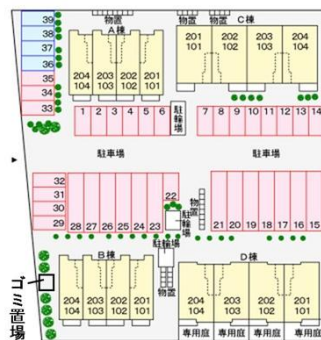 39
38
37
36
35
34
33
物置
A棟
204 203 202 201
104 103 102 101
物置
物置
C棟
201 202 203 204
101 102 103 104
1 2 3 4 5 6
駐輪場
7 8 9 10 11 12 13 14
駐車場
駐車場
32
31
30
29
28 27 26 25 24 23
22
駐輪場
物置
21 20 19 18 17 16 15
駐輪場
物置
ゴミ置場
B棟
204 203 202 201
104 103 102 101
D棟
204 203 202 201
104 103 102 101
専用庭 専用庭 専用庭 専用庭